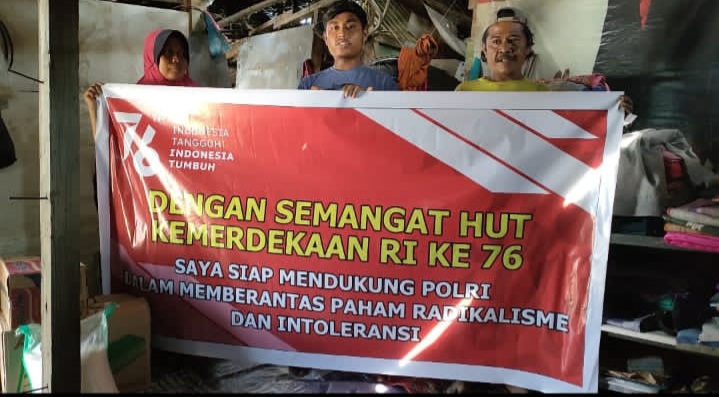 76
INDONESIA
TANGGUH
INDONESIA
TUMBUH
DENGAN SEMANGAT HUT
KEMERDEKAAN RI KE 76
SAYA SIAP MENDUKUNG POLRI
DALAM MEMBERANTAS PAHAM RADIKALISME
DAN INTOLERANSI